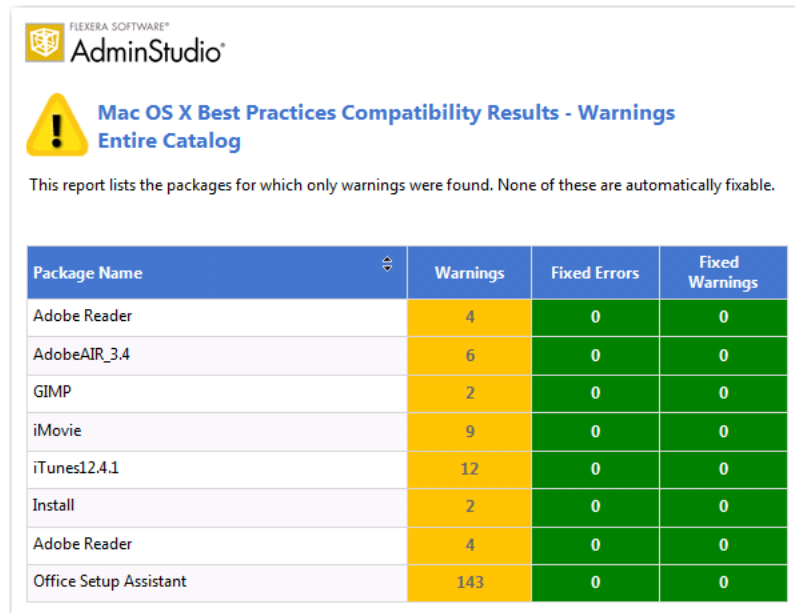 FLEXERA SOFTWARE®
AdminStudio®
Mac OS X Best Practices Compatibility Results - Warnings
Entire Catalog
This report lists the packages for which only warnings were found. None of these are automatically fixable.
Package Name Warnings Fixed Errors Fixed Warnings
Adobe Reader 4 0 0
AdobeAIR_3.4 6 0 0
GIMP 2 0 0
iMovie 9 0 0
iTunes12.4.1 12 0 0
Install 2 0 0
Adobe Reader 4 0 0
Office Setup Assistant 143 0 0